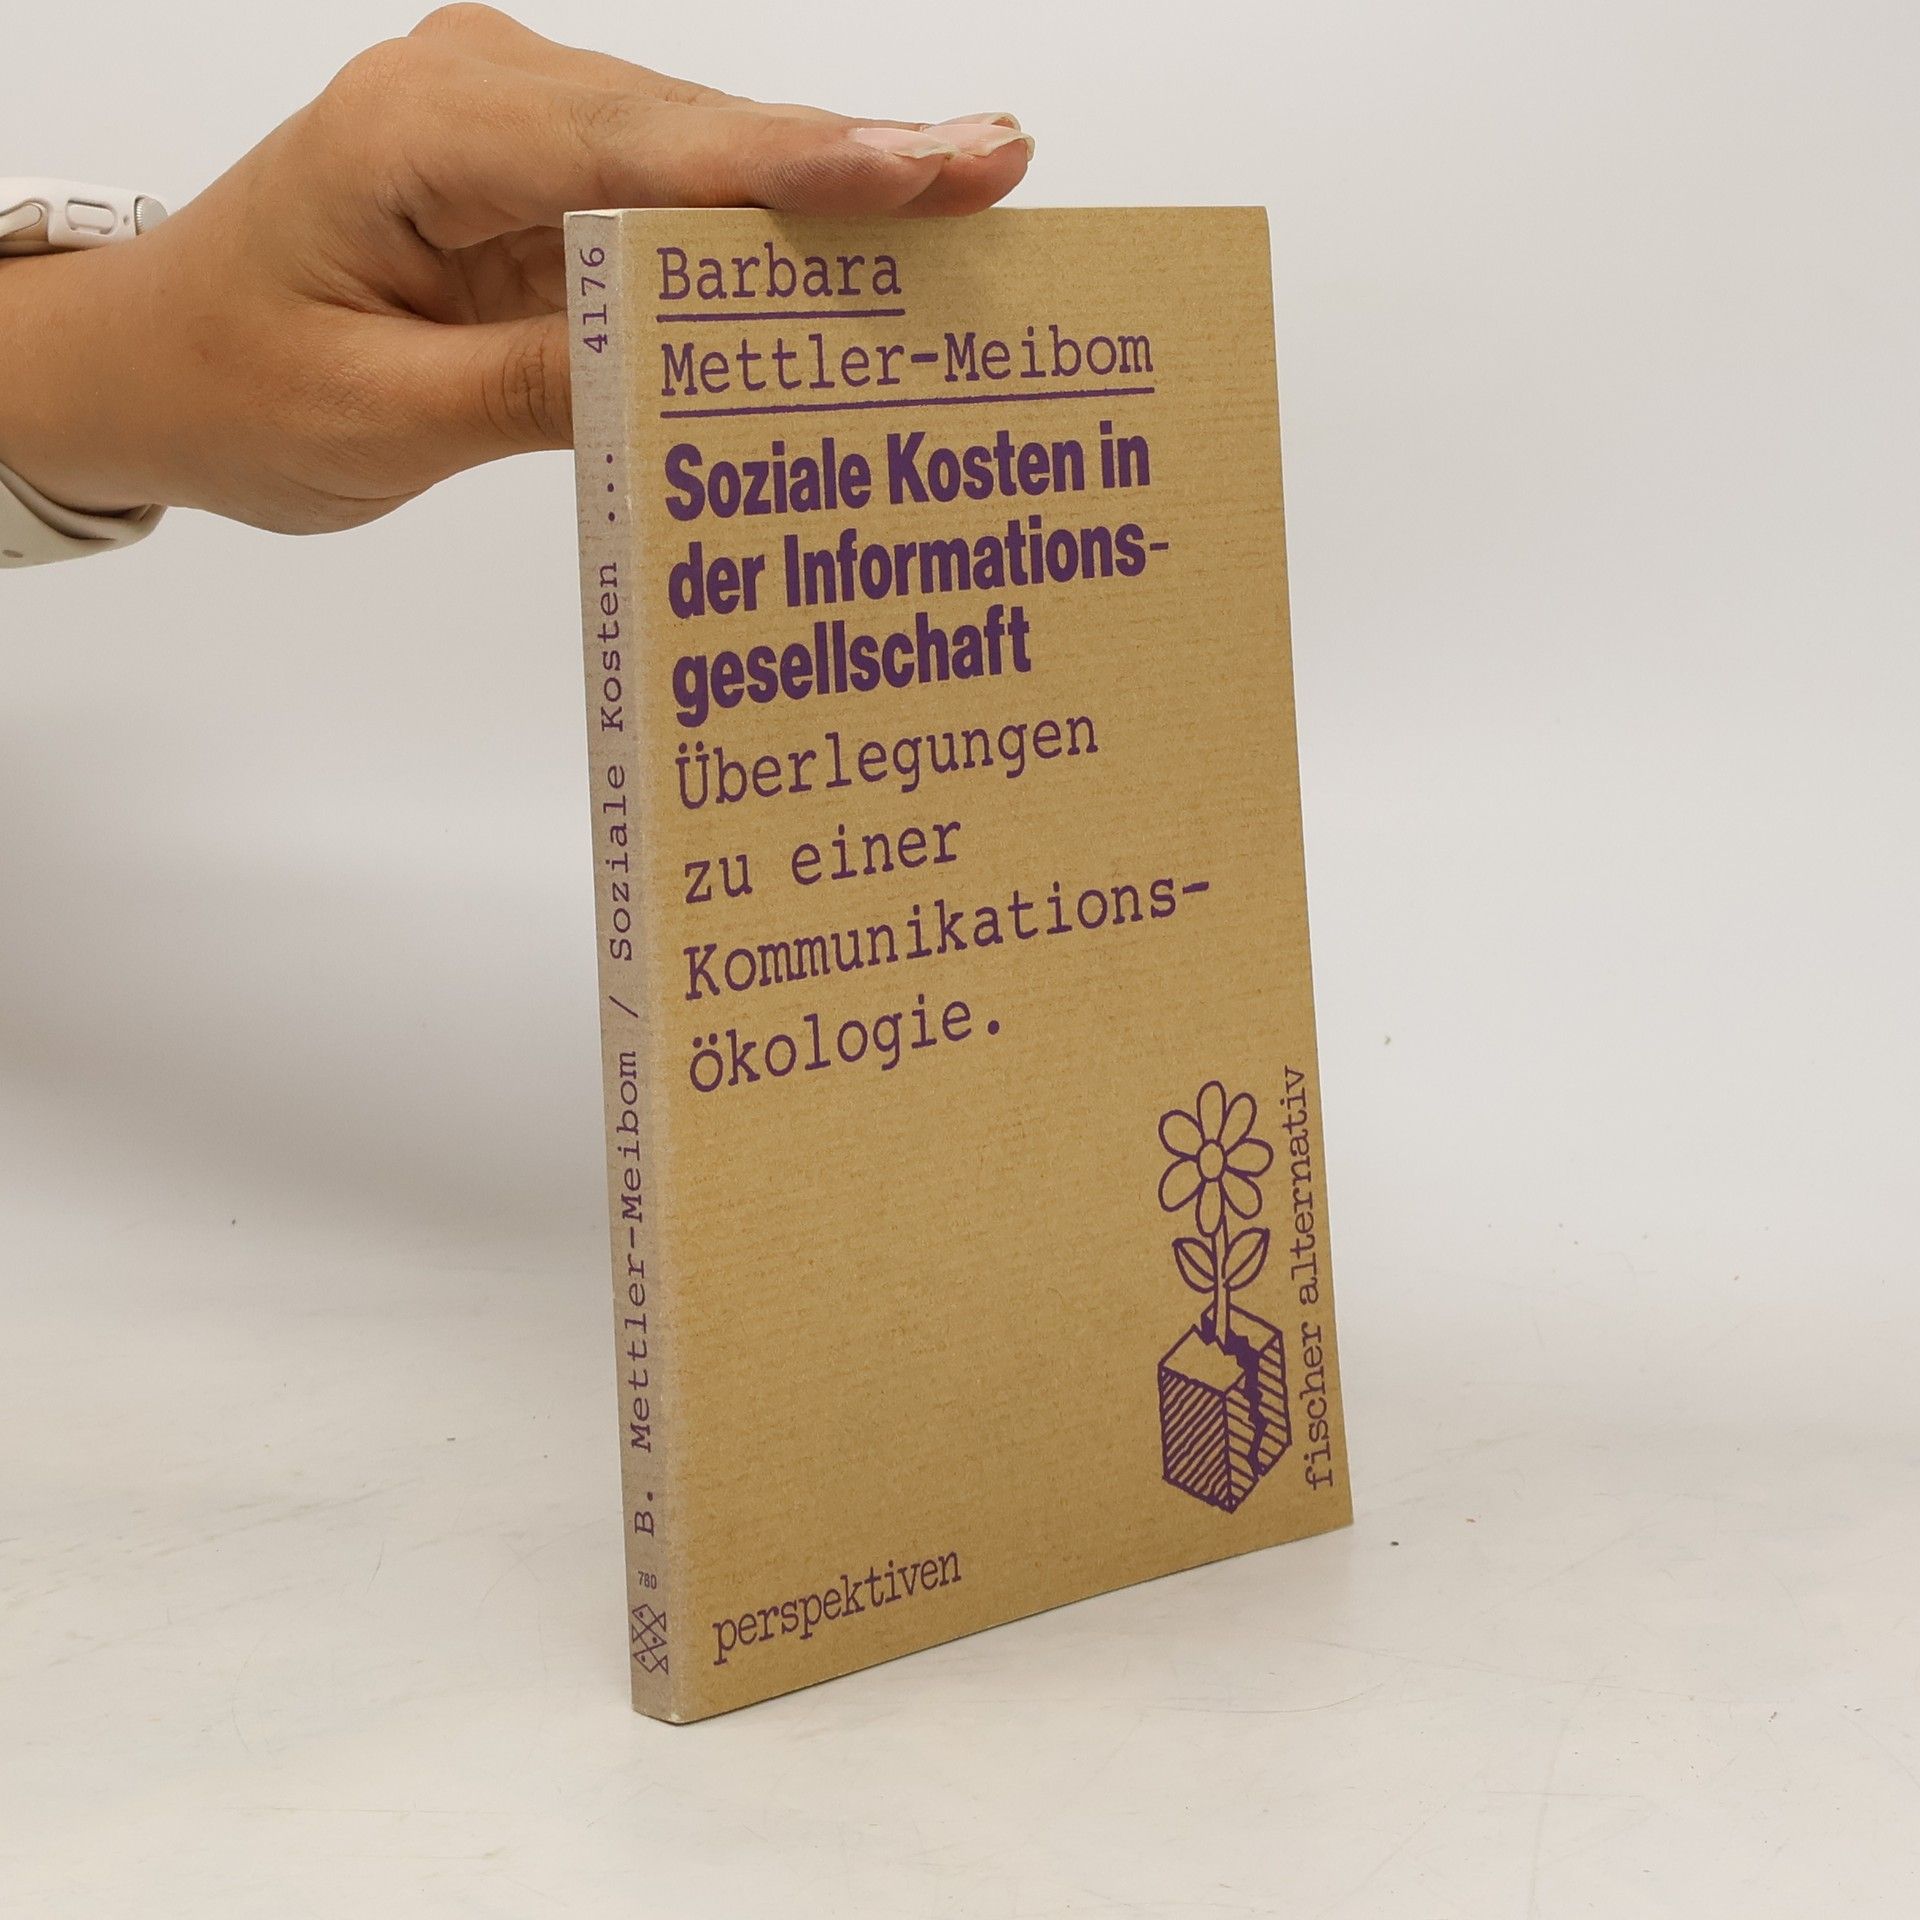 Barbara
Mettler-Meibom
Soziale Kosten in
der Informations-
gesellschaft
Überlegungen
zu einer
Kommunikations-
ökologie.
fischer alternativ
perspektiven
780 B. Mettler-Meibom / Soziale Kosten ... 4176